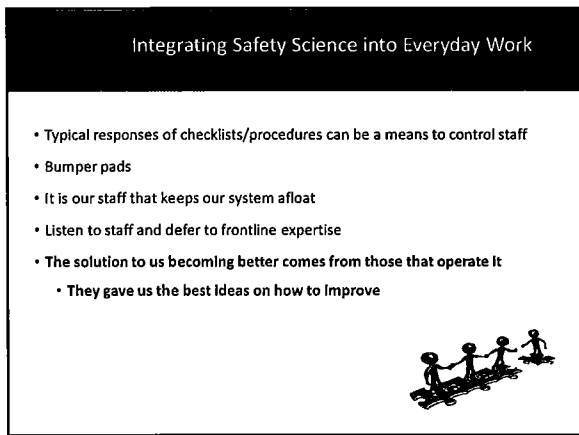 Integrating Safety Science into Everyday Work
• Typical responses of checklists/procedures can be a means to control staff
• Bumper pads
• It is our staff that keeps our system afloat
• Listen to staff and defer to frontline expertise
• The solution to us becoming better comes from those that operate it
• They gave us the best ideas on how to improve